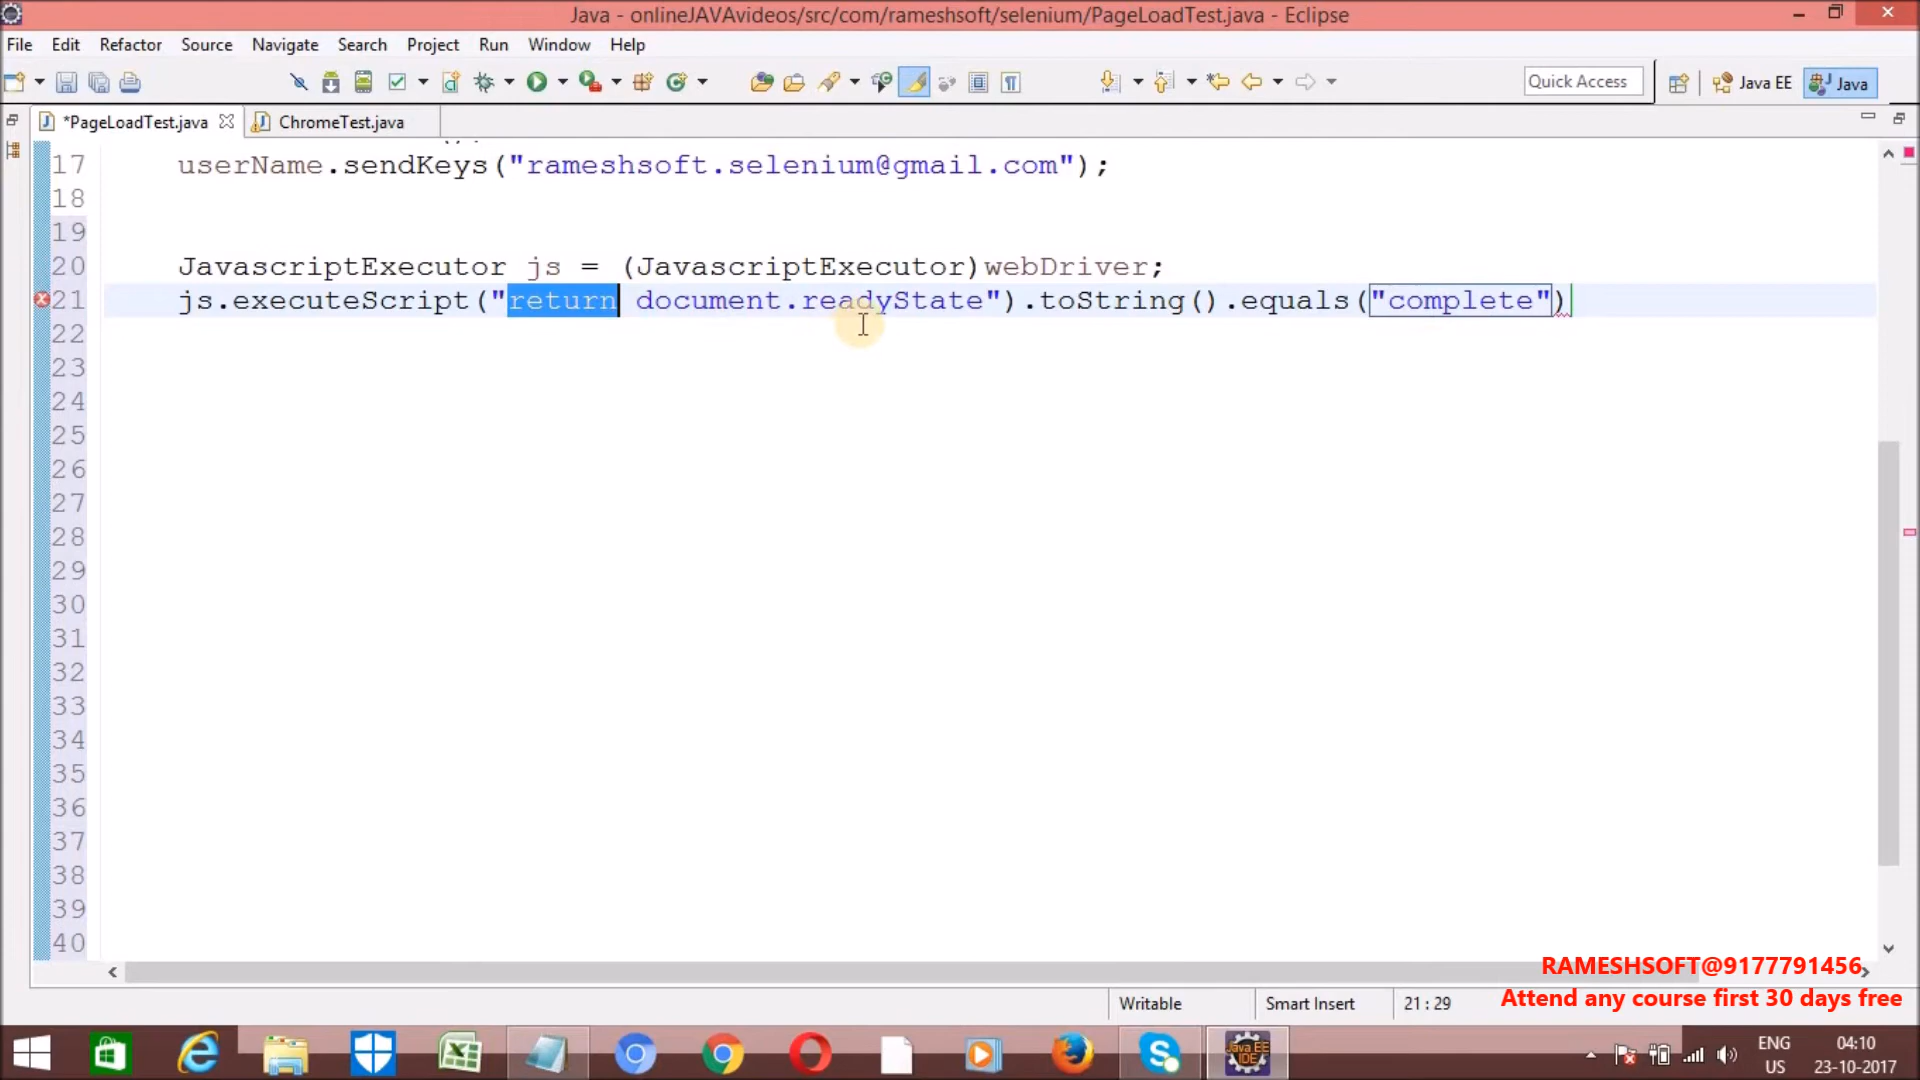 Java - onlineJAVAvideos/src/com/rameshsoft/selenium/PageLoadTest.java - Eclipse
File Edit Refactor Source Navigate Search Project Run Window Help
Quick Access
Java EE
Java
*PageLoadTest.java
ChromeTest.java
17 userName.sendKeys("rameshsoft.selenium@gmail.com");
18
19
20 JavascriptExecutor js = (JavascriptExecutor)webDriver;
21 js.executeScript("return document.readyState").toString().equals("complete")
22
23
24
25
26
27
28
29
30
31
32
33
34
35
36
37
38
39
40
RAMESHSOFT@9177791456
Attend any course first 30 days free
Writable
Smart Insert
21 : 29
Java EE
IDE
ENG
US
04:10
23-10-2017